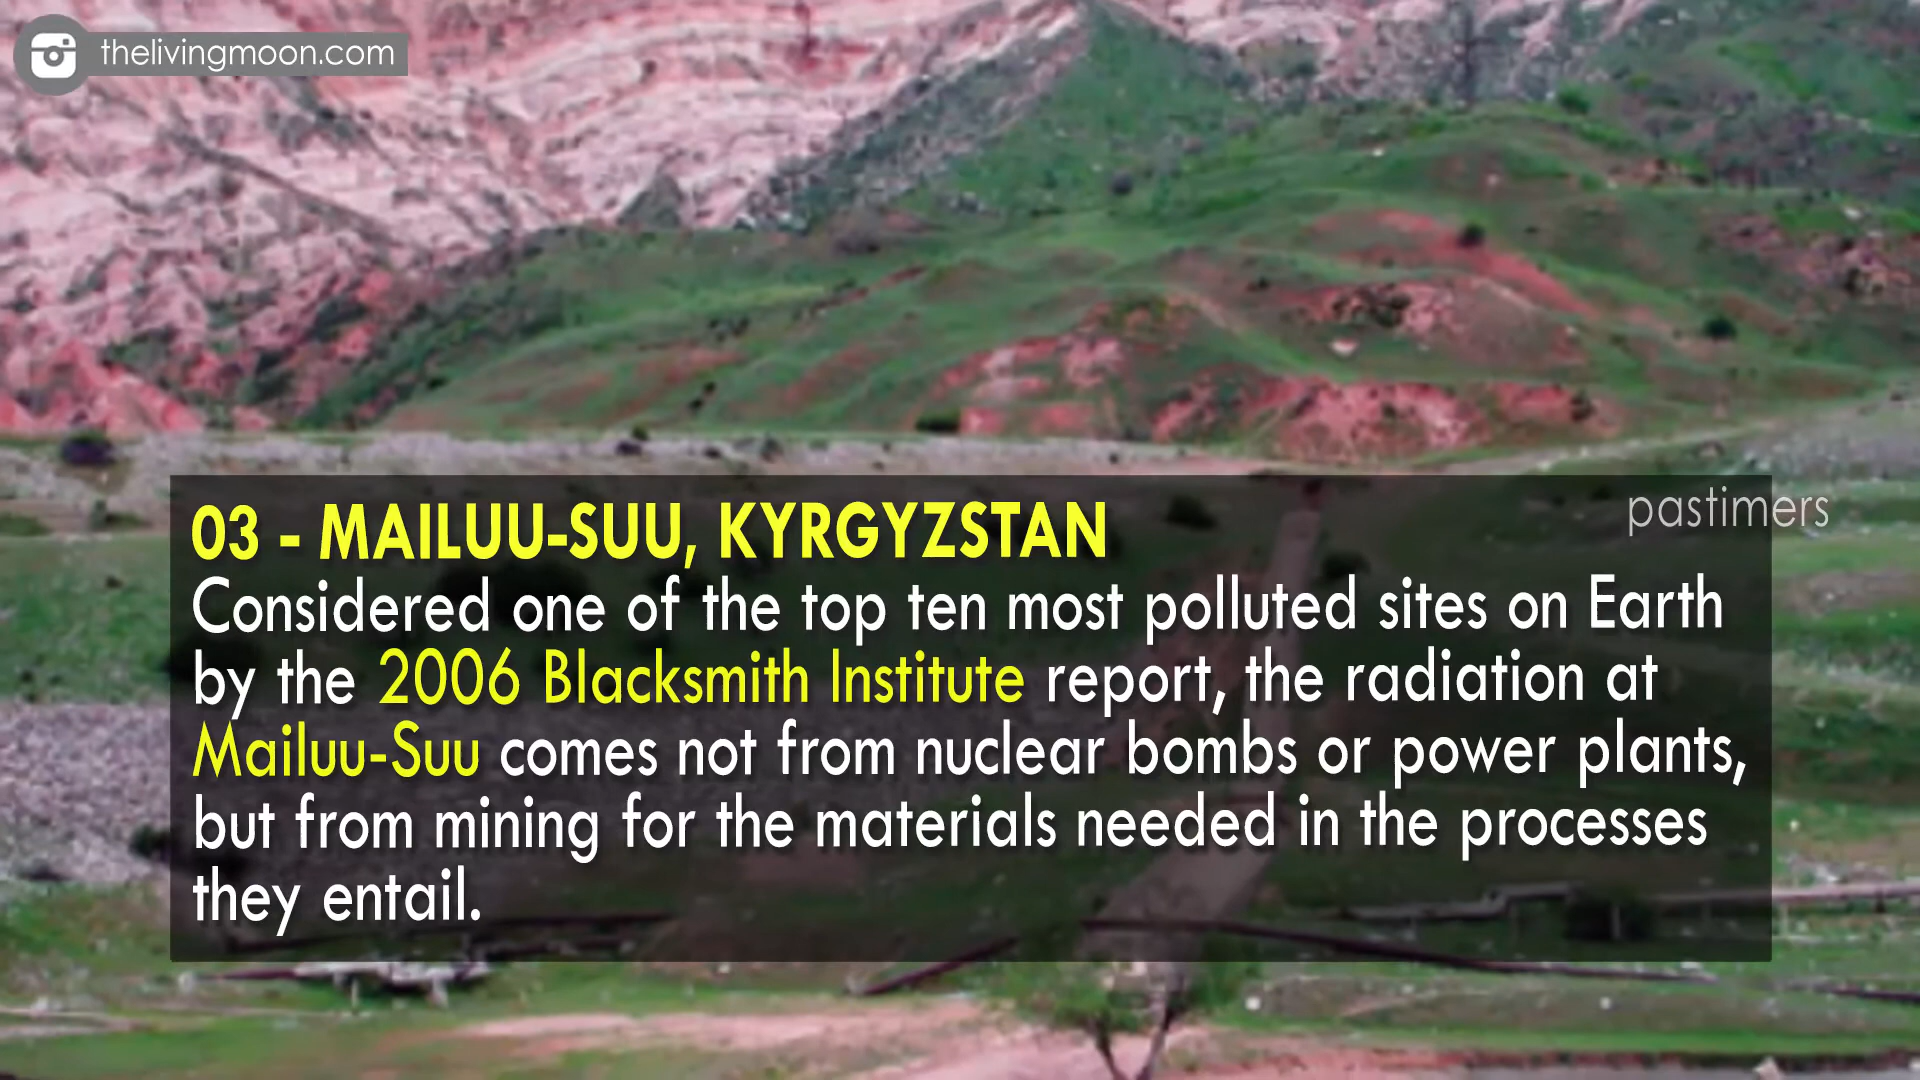 thelivingmoon.com
pastimers
03 - MAILUU-SUU, KYRGYZSTAN
Considered one of the top ten most polluted sites on Earth
by the 2006 Blacksmith Institute report, the radiation at
Mailuu-Suu comes not from nuclear bombs or power plants,
but from mining for the materials needed in the processes
they entail.